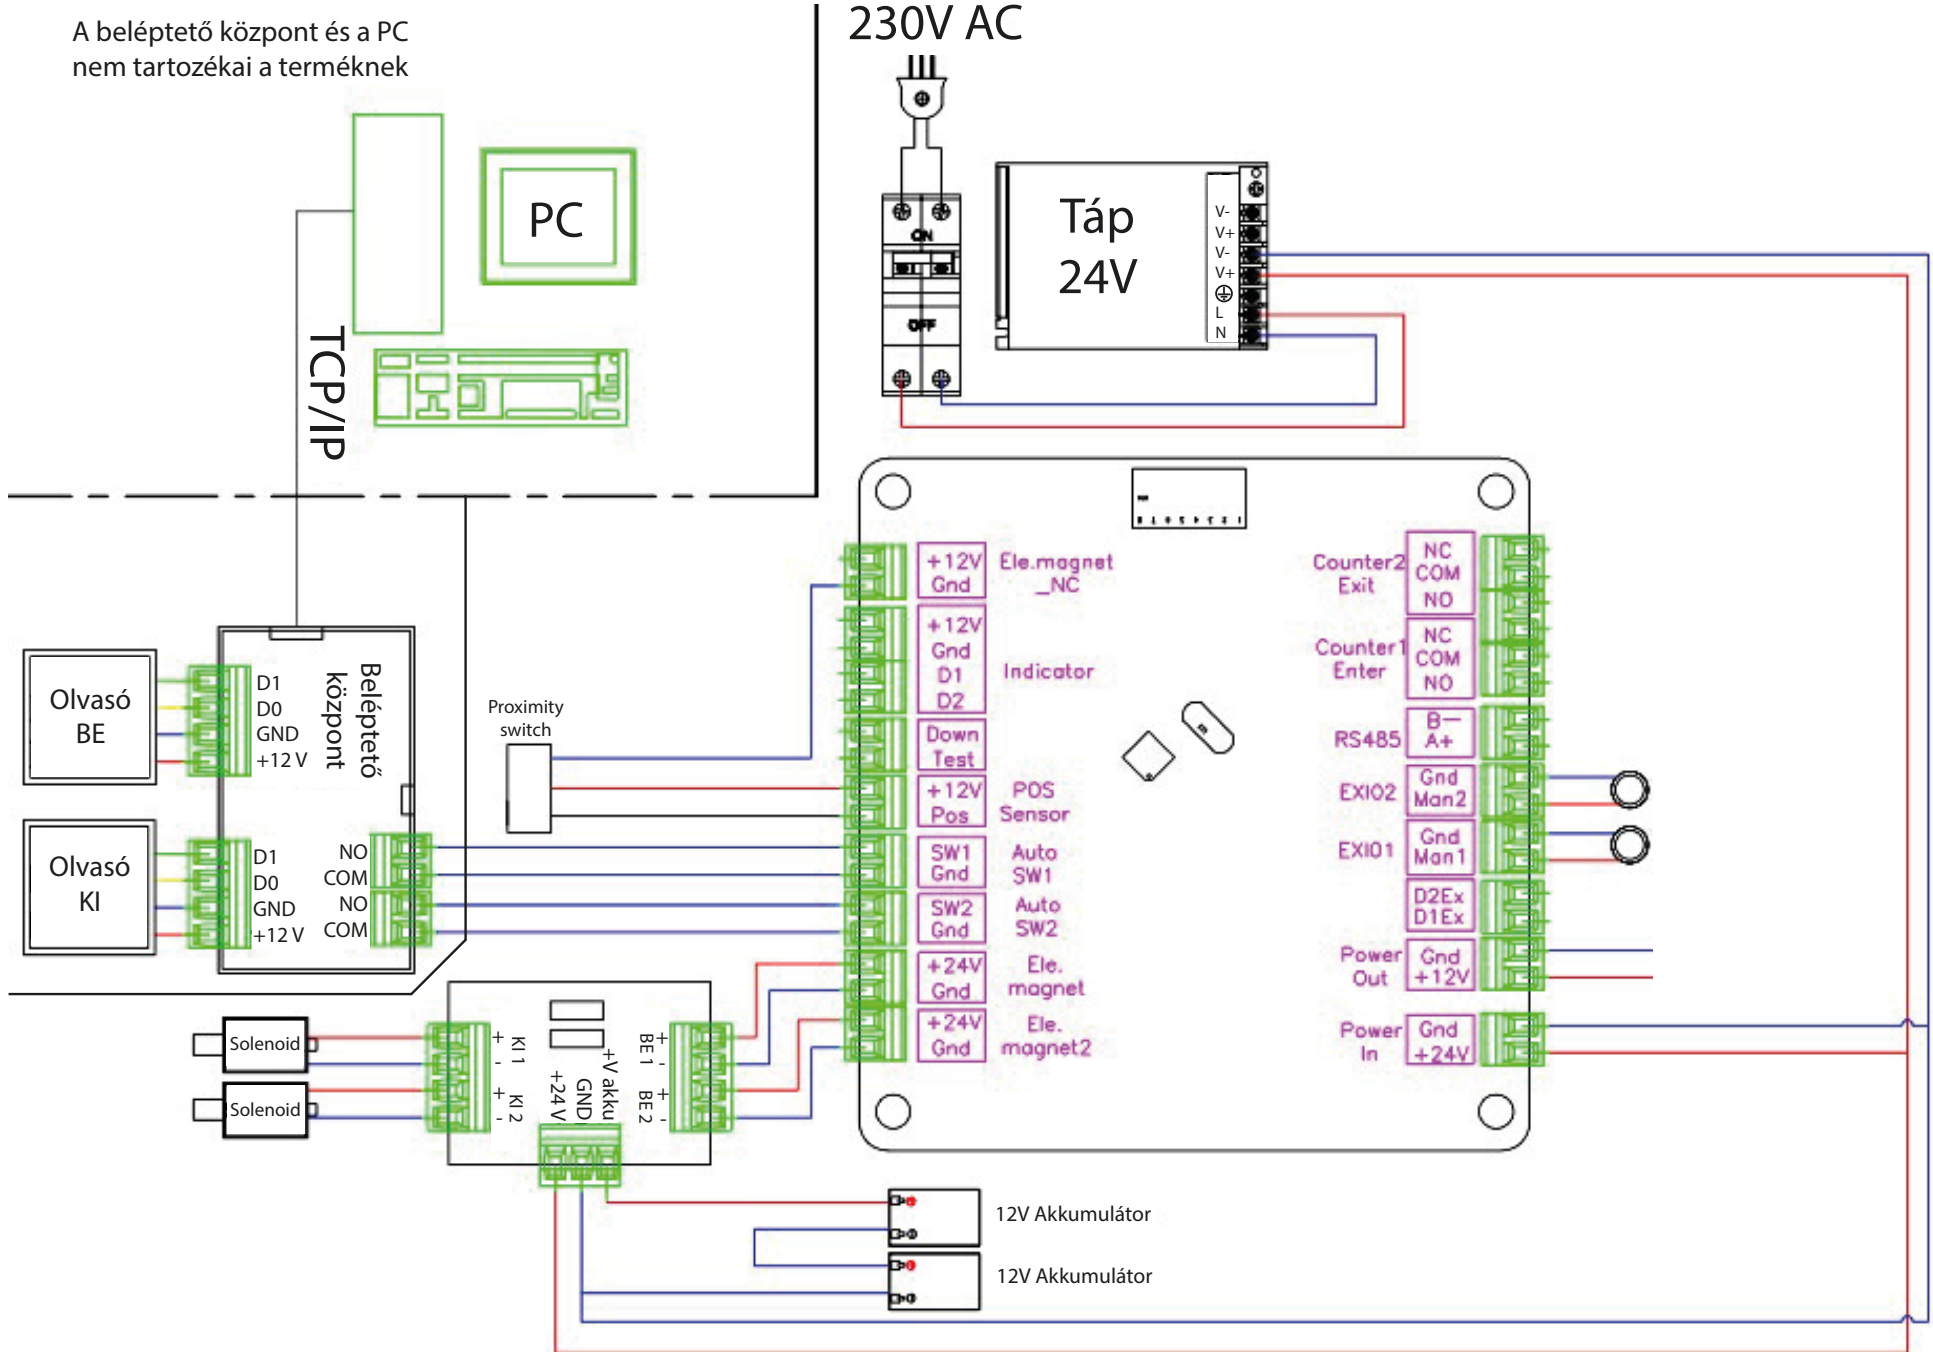 A beléptető központ és a PC
nem tartozékai a terméknek
PC
TCP/IP
230V AC
ON
OFF
Táp
24V
V-
V+
V-
V+
L
N
Olvasó
BE
D1
D0
GND
+12 V
Beléptető
központ
Olvasó
KI
D1
D0
GND
+12 V
NO
COM
NO
COM
Proximity
switch
+12V
Gnd
Ele.magnet
_NC
+12V
Gnd
D1
D2
Indicator
Down
Test
+12V
Pos
POS
Sensor
SW1
Gnd
Auto
SW1
SW2
Gnd
Auto
SW2
+24V
Gnd
Ele.
magnet
+24V
Gnd
Ele.
magnet2
Counter2
Exit
NC
COM
NO
Counter1
Enter
NC
COM
NO
RS485
B-
A+
EXIO2
Gnd
Man2
EXIO1
Gnd
Man1
D2Ex
D1Ex
Power
Out
Gnd
+12V
Power
In
Gnd
+24V
Solenoid
Solenoid
+ KI 1 -
+ KI 2 -
+24 V
GND
+V akku
BE 1 + -
BE 2 + -
12V Akkumulátor
12V Akkumulátor